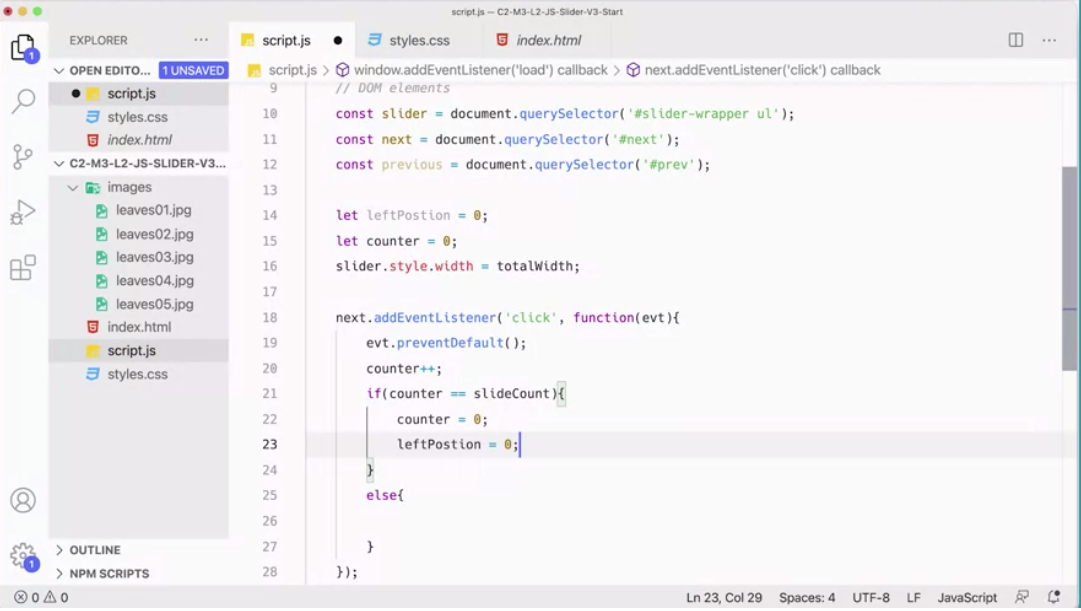 script.js — C2-M3-L2-JS-Slider-V3-Start
EXPLORER ···
script.js ● styles.css index.html ···
1
OPEN EDITO... 1 UNSAVED
script.js > window.addEventListener('load') callback > next.addEventListener('click') callback
script.js
styles.css
index.html
C2-M3-L2-JS-SLIDER-V3...
images
leaves01.jpg
leaves02.jpg
leaves03.jpg
leaves04.jpg
leaves05.jpg
index.html
script.js
styles.css
9 // DOM elements
10 const slider = document.querySelector('#slider-wrapper ul');
11 const next = document.querySelector('#next');
12 const previous = document.querySelector('#prev');
13
14 let leftPostion = 0;
15 let counter = 0;
16 slider.style.width = totalWidth;
17
18 next.addEventListener('click', function(evt){
19 evt.preventDefault();
20 counter++;
21 if(counter == slideCount){
22 counter = 0;
23 leftPostion = 0;
24 }
25 else{
26
27 }
28 });
OUTLINE
1
NPM SCRIPTS
0 0 Ln 23, Col 29 Spaces: 4 UTF-8 LF JavaScript